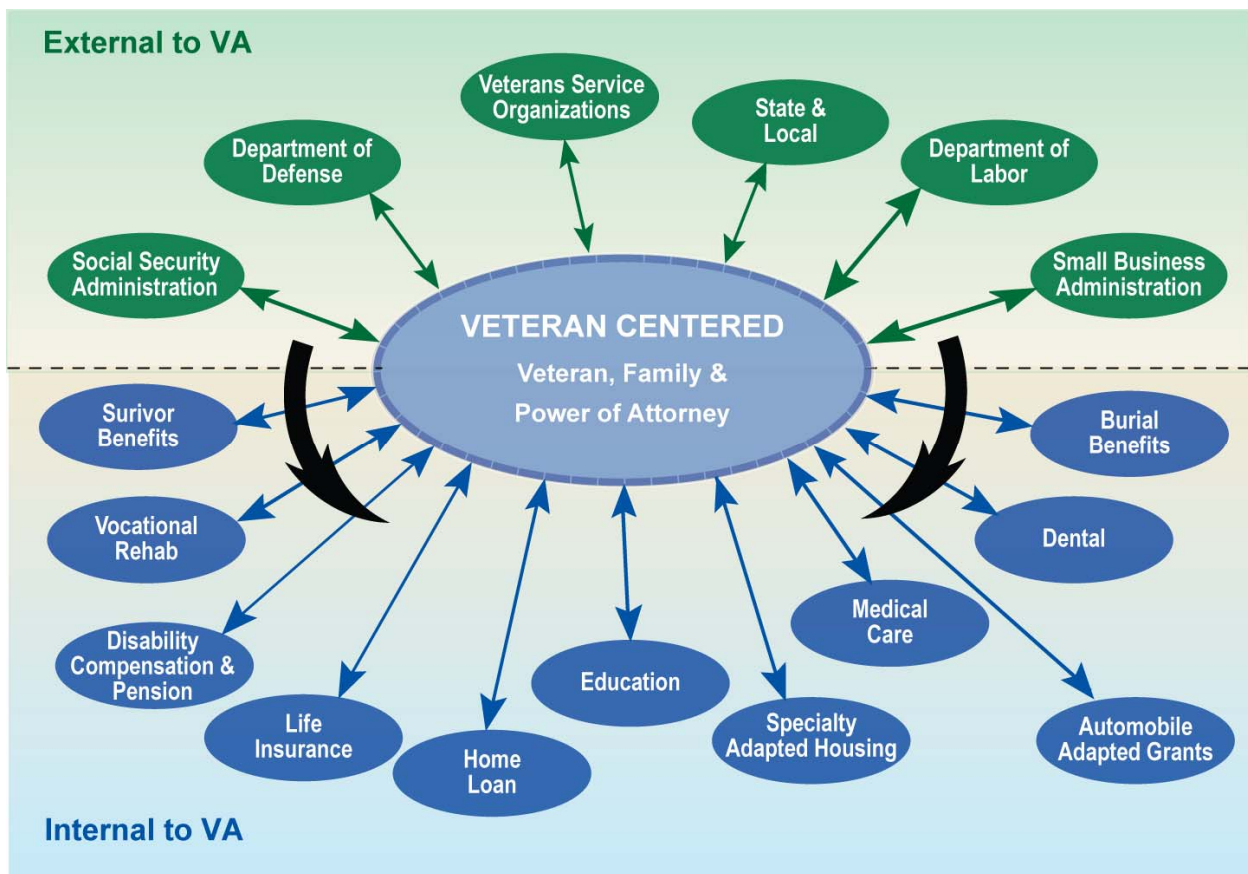 External to VA
Veterans Service
Organizations
State &
Local
Department of
Defense
Department of
Labor
Social Security
Administration
Small Business
Administration
VETERAN CENTERED
Veteran, Family &
Power of Attorney
Surivor
Benefits
Burial
Benefits
Vocational
Rehab
Dental
Medical
Care
Disability
Compensation &
Pension
Education
Life
Insurance
Specialty
Adapted Housing
Automobile
Adapted Grants
Home
Loan
Internal to VA